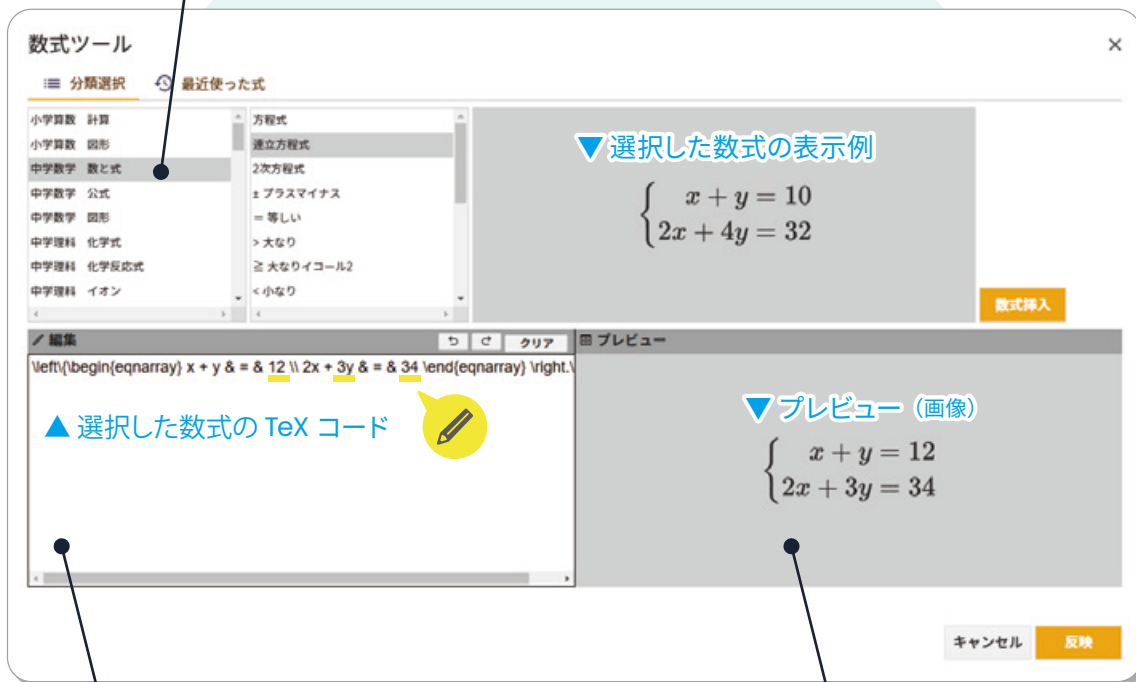 数式ツール
×
分類選択 最近使った式
小学算数 計算
小学算数 図形
中学数学 数と式
中学数学 公式
中学数学 図形
中学理科 化学式
中学理科 化学反応式
中学理科 イオン
方程式
連立方程式
2次方程式
± プラスマイナス
= 等しい
> 大なり
≧ 大なりイコール2
< 小なり
▼選択した数式の表示例
x + y = 10
2x + 4y = 32
数式挿入
編集
クリア
プレビュー
\left\{\begin{eqnarray} x + y & = & 12 \\ 2x + 3y & = & 34 \end{eqnarray} \right.\
▲ 選択した数式の TeX コード
▼ プレビュー（画像）
x + y = 12
2x + 3y = 34
キャンセル
反映